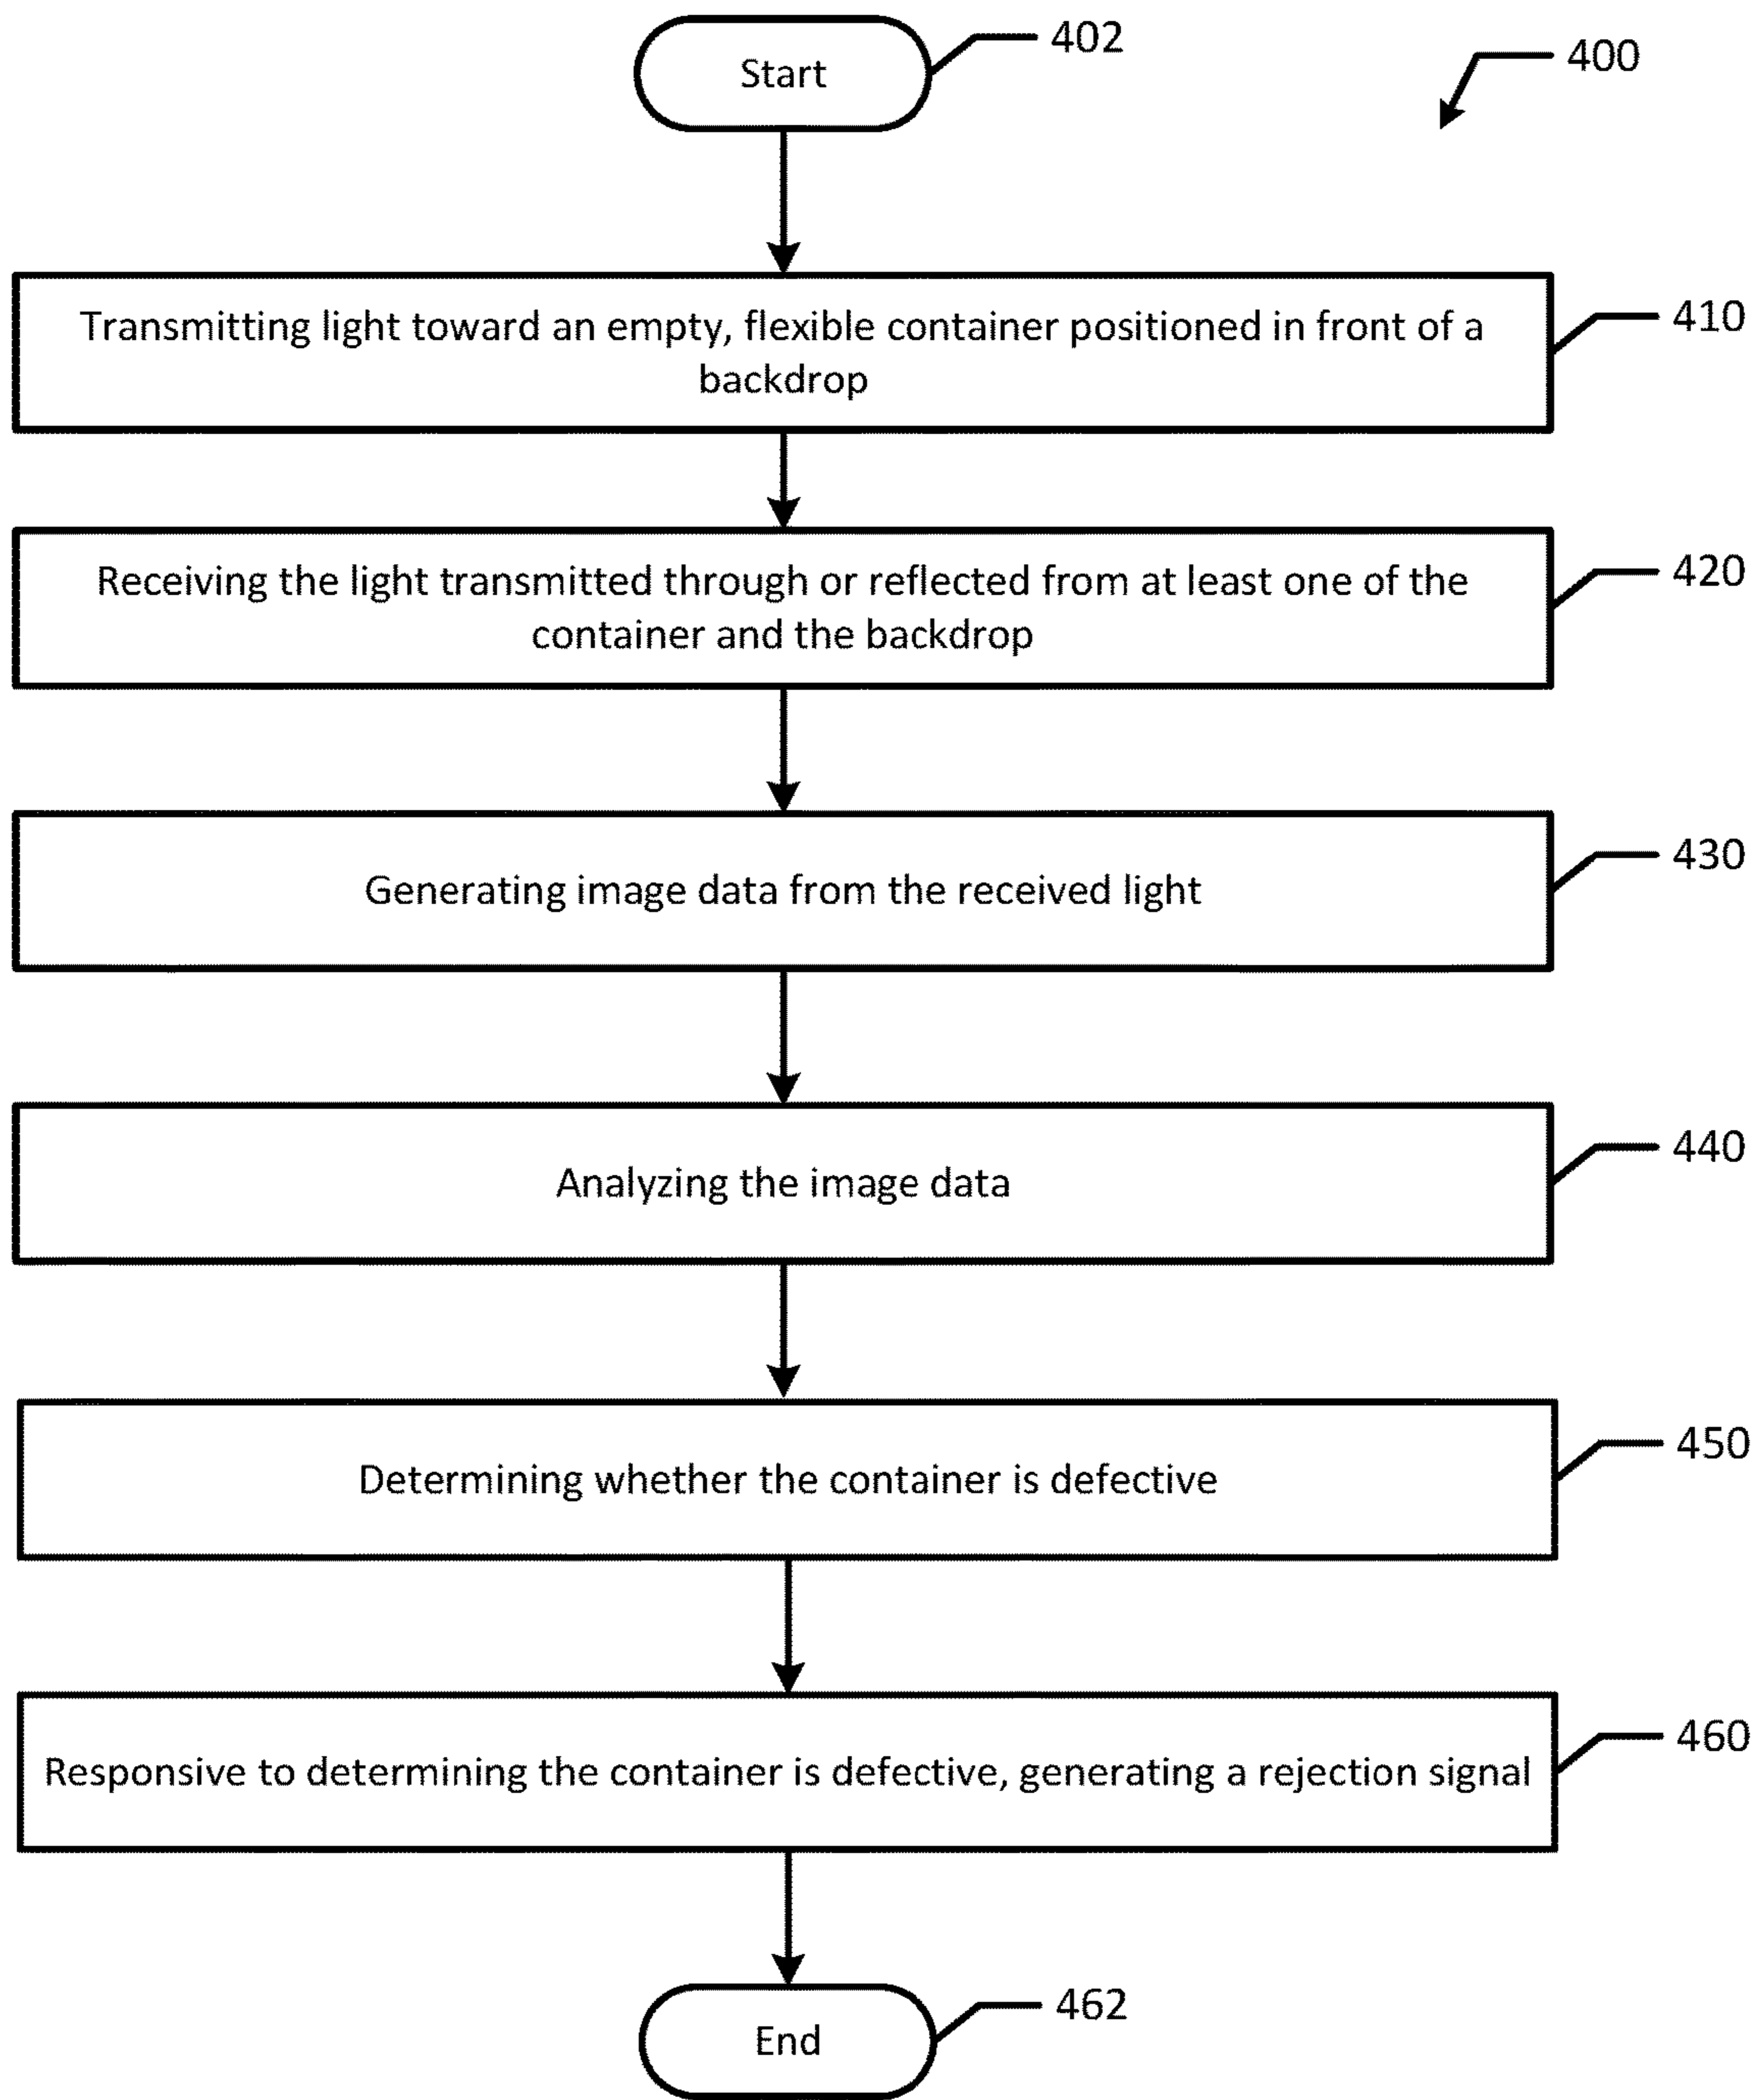 Start
402
400
Transmitting light toward an empty, flexible container positioned in front of a
backdrop
410
Receiving the light transmitted through or reflected from at least one of the
container and the backdrop
420
Generating image data from the received light
430
Analyzing the image data
440
Determining whether the container is defective
450
Responsive to determining the container is defective, generating a rejection signal
460
End
462